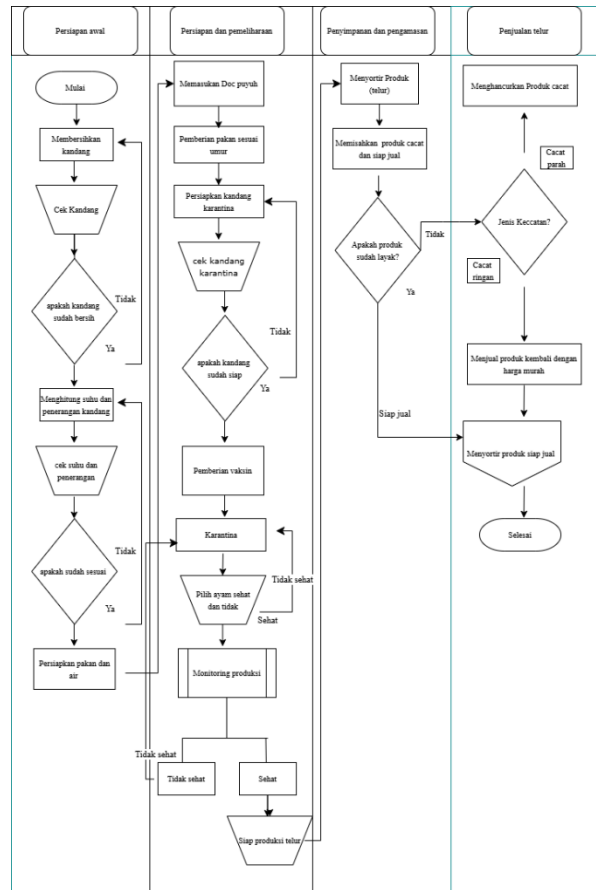 Persiapan awal
Persiapan dan pemeliharaan
Penyimpanan dan pengamasan
Penjualan telur
Mulai
Membersihkan
kandang
Cek Kandang
apakah kandang
sudah bersih
Tidak
Ya
Menghitung suhu dan
penerangan kandang
cek suhu dan
penerangan
apakah sudah sesuai
Tidak
Ya
Persiapkan pakan dan
air
Memasukan Doc puyuh
Pemberian pakan sesuai
umur
Persiapkan kandang
karantina
cek kandang
karantina
apakah kandang
sudah siap
Tidak
Ya
Pemberian vaksin
Karantina
Tidak sehat
Pilih ayam sehat
dan tidak
Sehat
Monitoring produksi
Tidak sehat
Tidak sehat
Sehat
Siap produksi telur
Menyortir Produk
(telur)
Memisahkan produk cacat
dan siap jual
Apakah produk
sudah layak?
Tidak
Ya
Siap jual
Menghancurkan Produk cacat
Cacat
parah
Jenis Keccatan?
Cacat
ringan
Menjual produk kembali dengan
harga murah
Menyortir produk siap jual
Selesai